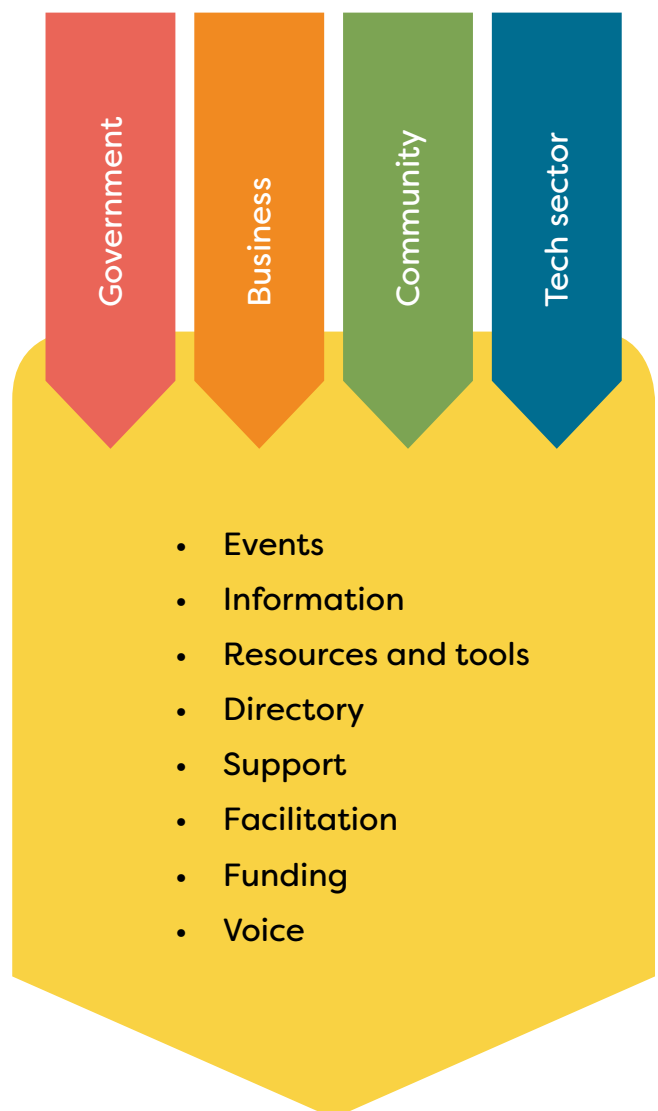 Government
Business
Community
Tech sector
• Events
• Information
• Resources and tools
• Directory
• Support
• Facilitation
• Funding
• Voice